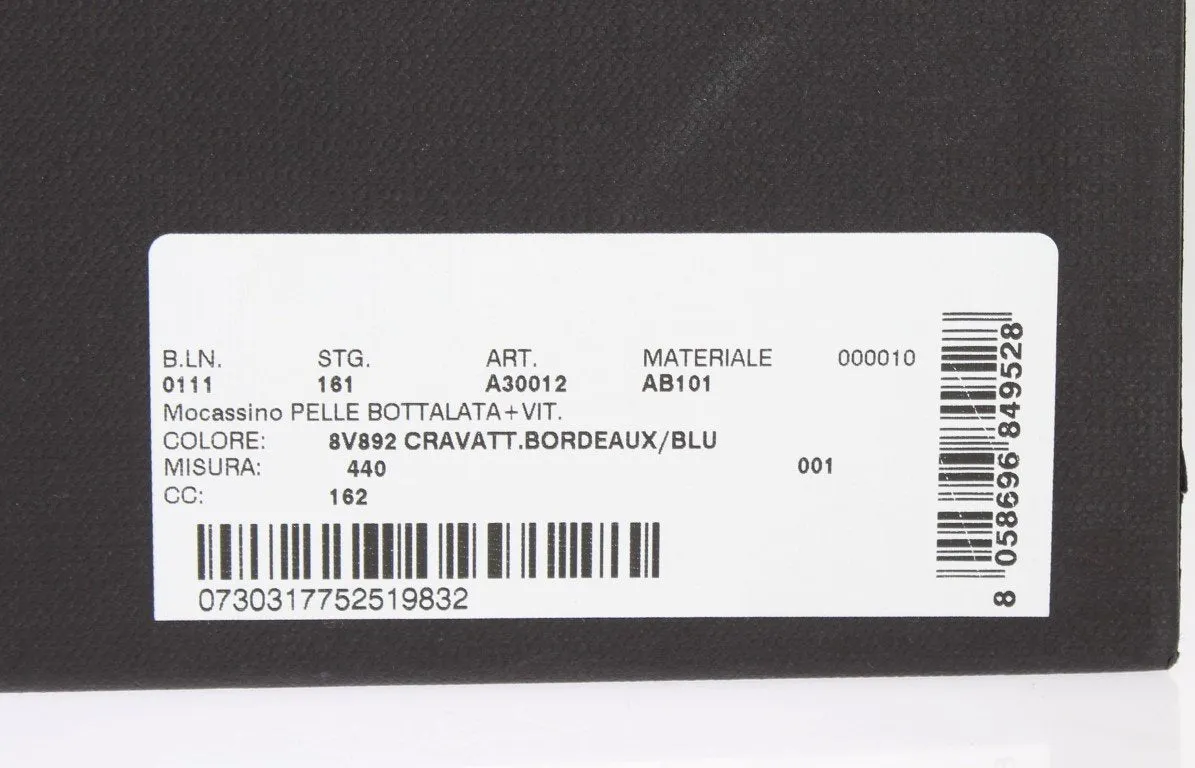 B.LN. STG. ART. MATERIALE 000010
0111 161 A30012 AB101
Mocassino PELLE BOTTALATA+VIT.
COLORE: 8V892 CRAVATT.BORDEAUX/BLU
MISURA: 440 001
CC: 162
0730317752519832
8 058696 849528